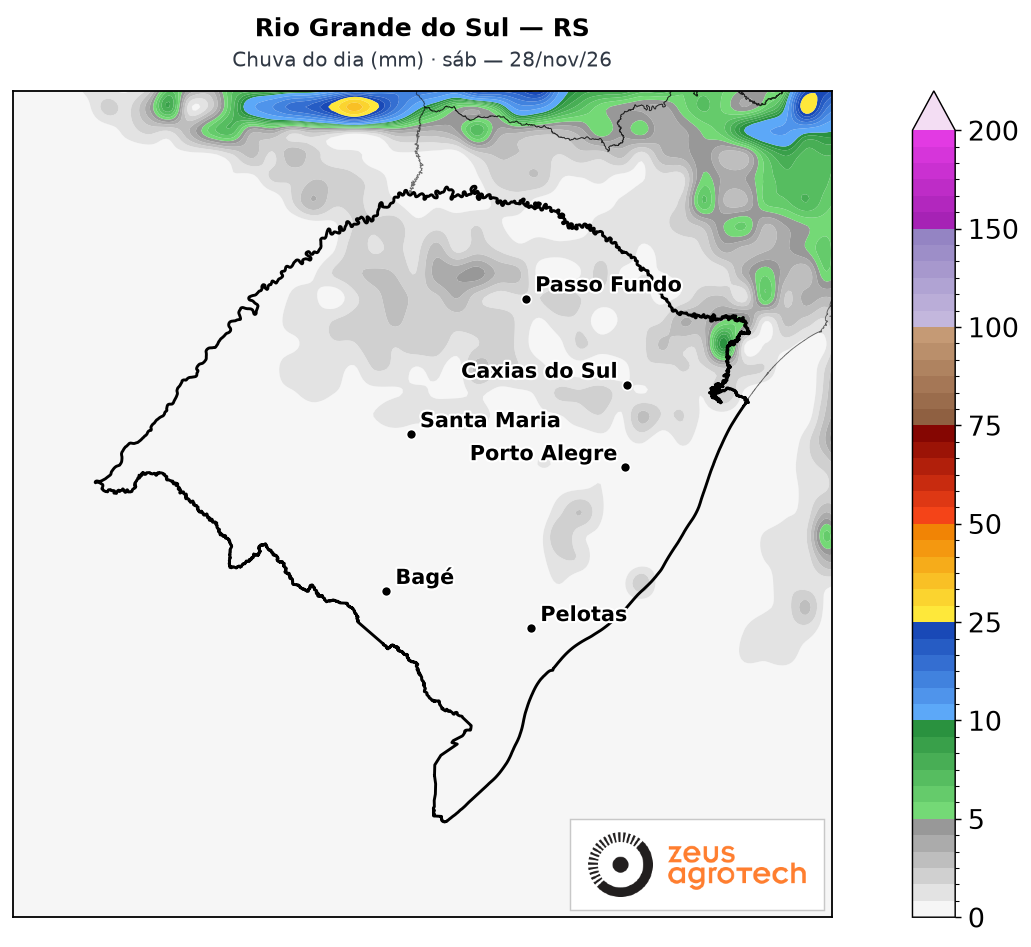 Rio Grande do Sul — RS
Chuva do dia (mm) · sáb — 28/nov/26
Passo Fundo
Caxias do Sul
Santa Maria
Porto Alegre
Bagé
Pelotas
200
150
100
75
50
25
10
5
0
zeus
agrotech